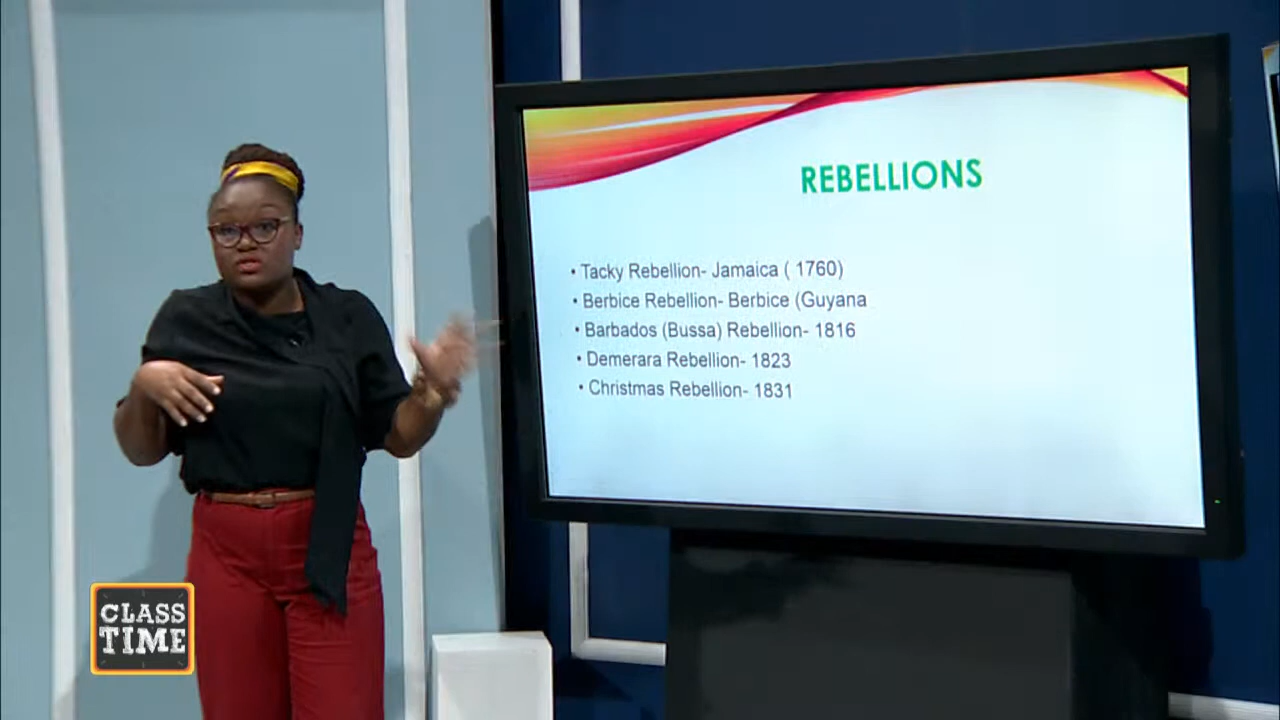 REBELLIONS
• Tacky Rebellion- Jamaica ( 1760)
• Berbice Rebellion- Berbice (Guyana
• Barbados (Bussa) Rebellion- 1816
• Demerara Rebellion- 1823
• Christmas Rebellion- 1831
CLASS
TIME